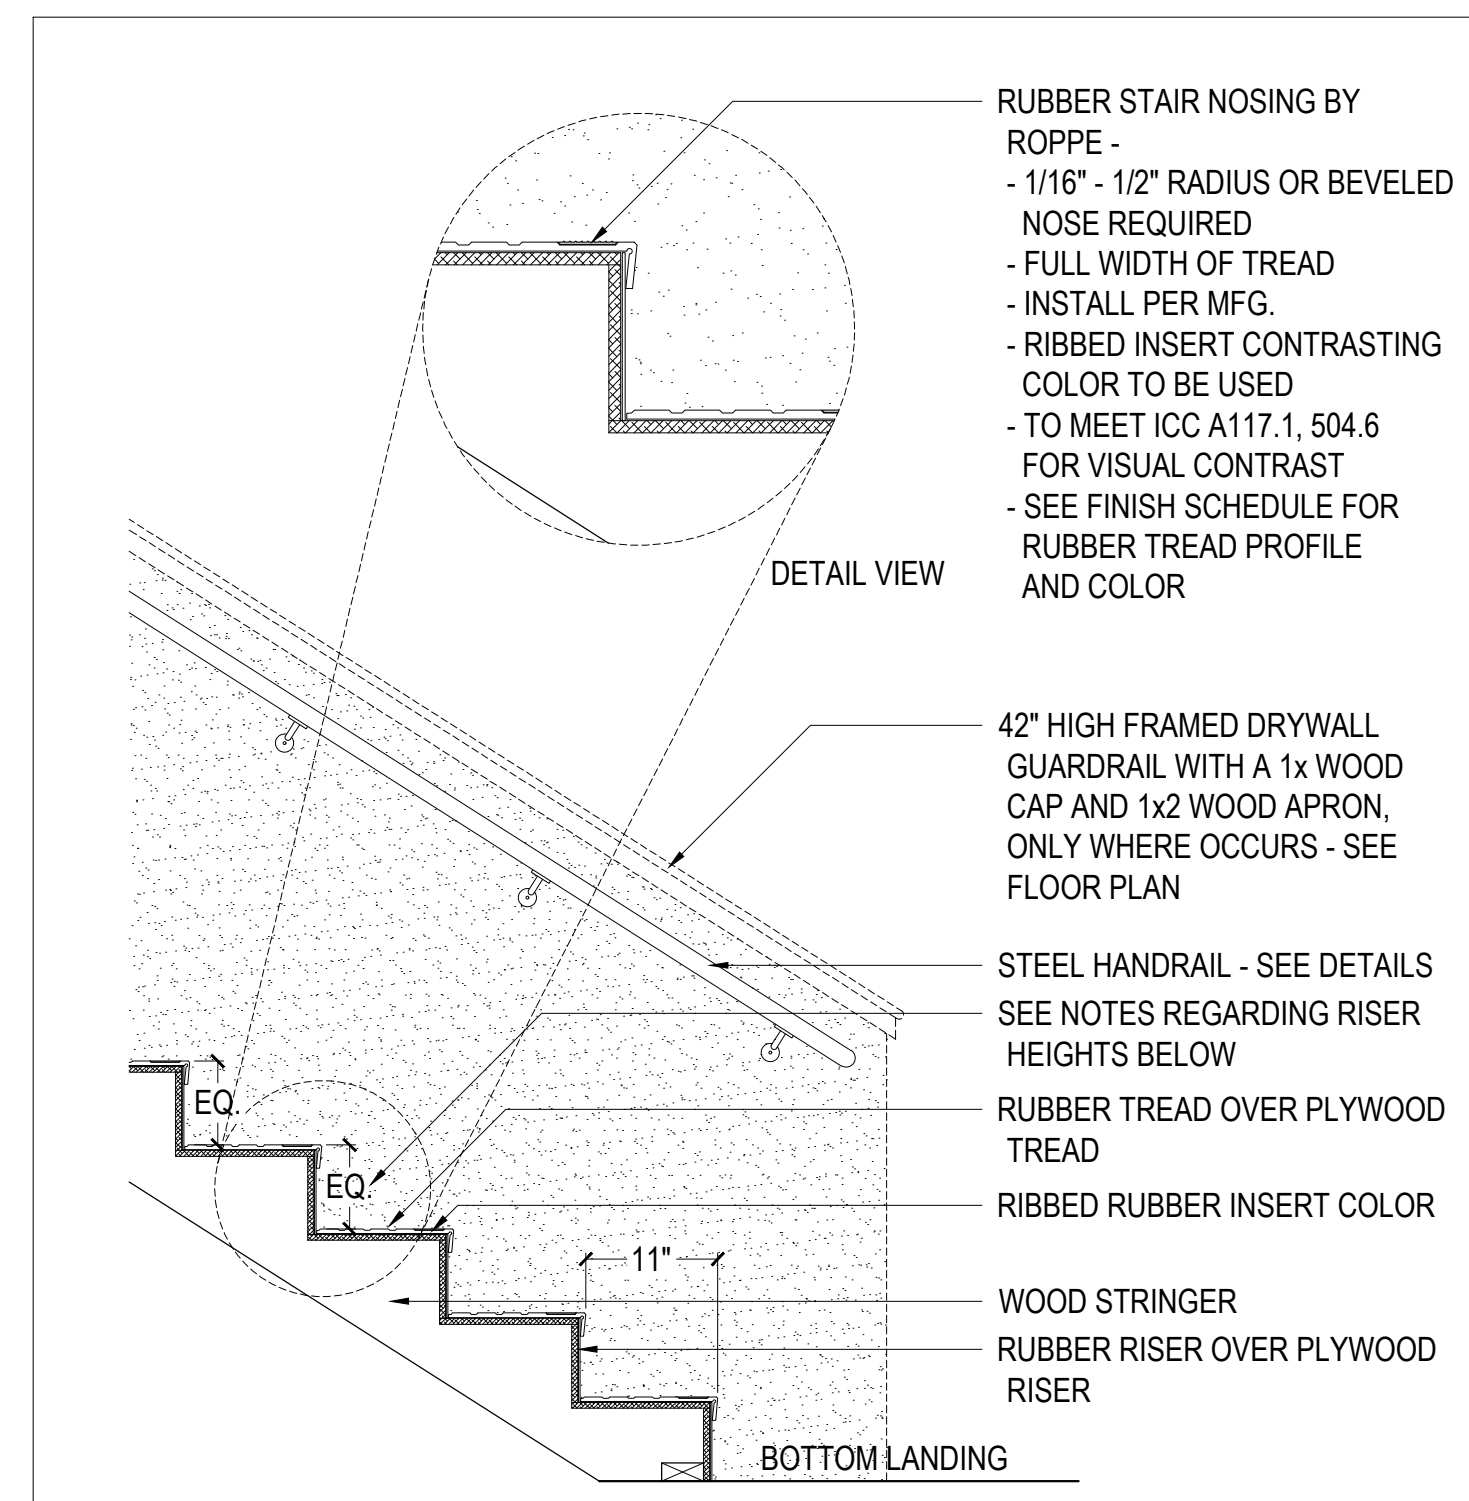 RUBBER STAIR NOSING BY
ROPPE -
- 1/16" - 1/2" RADIUS OR BEVELED
NOSE REQUIRED
- FULL WIDTH OF TREAD
- INSTALL PER MFG.
- RIBBED INSERT CONTRASTING
COLOR TO BE USED
- TO MEET ICC A117.1, 504.6
FOR VISUAL CONTRAST
- SEE FINISH SCHEDULE FOR
RUBBER TREAD PROFILE
AND COLOR
DETAIL VIEW
42" HIGH FRAMED DRYWALL
GUARDRAIL WITH A 1x WOOD
CAP AND 1x2 WOOD APRON,
ONLY WHERE OCCURS - SEE
FLOOR PLAN
STEEL HANDRAIL - SEE DETAILS
SEE NOTES REGARDING RISER
HEIGHTS BELOW
EQ.
RUBBER TREAD OVER PLYWOOD
TREAD
EQ.
RIBBED RUBBER INSERT COLOR
11"
WOOD STRINGER
RUBBER RISER OVER PLYWOOD
RISER
BOTTOM LANDING